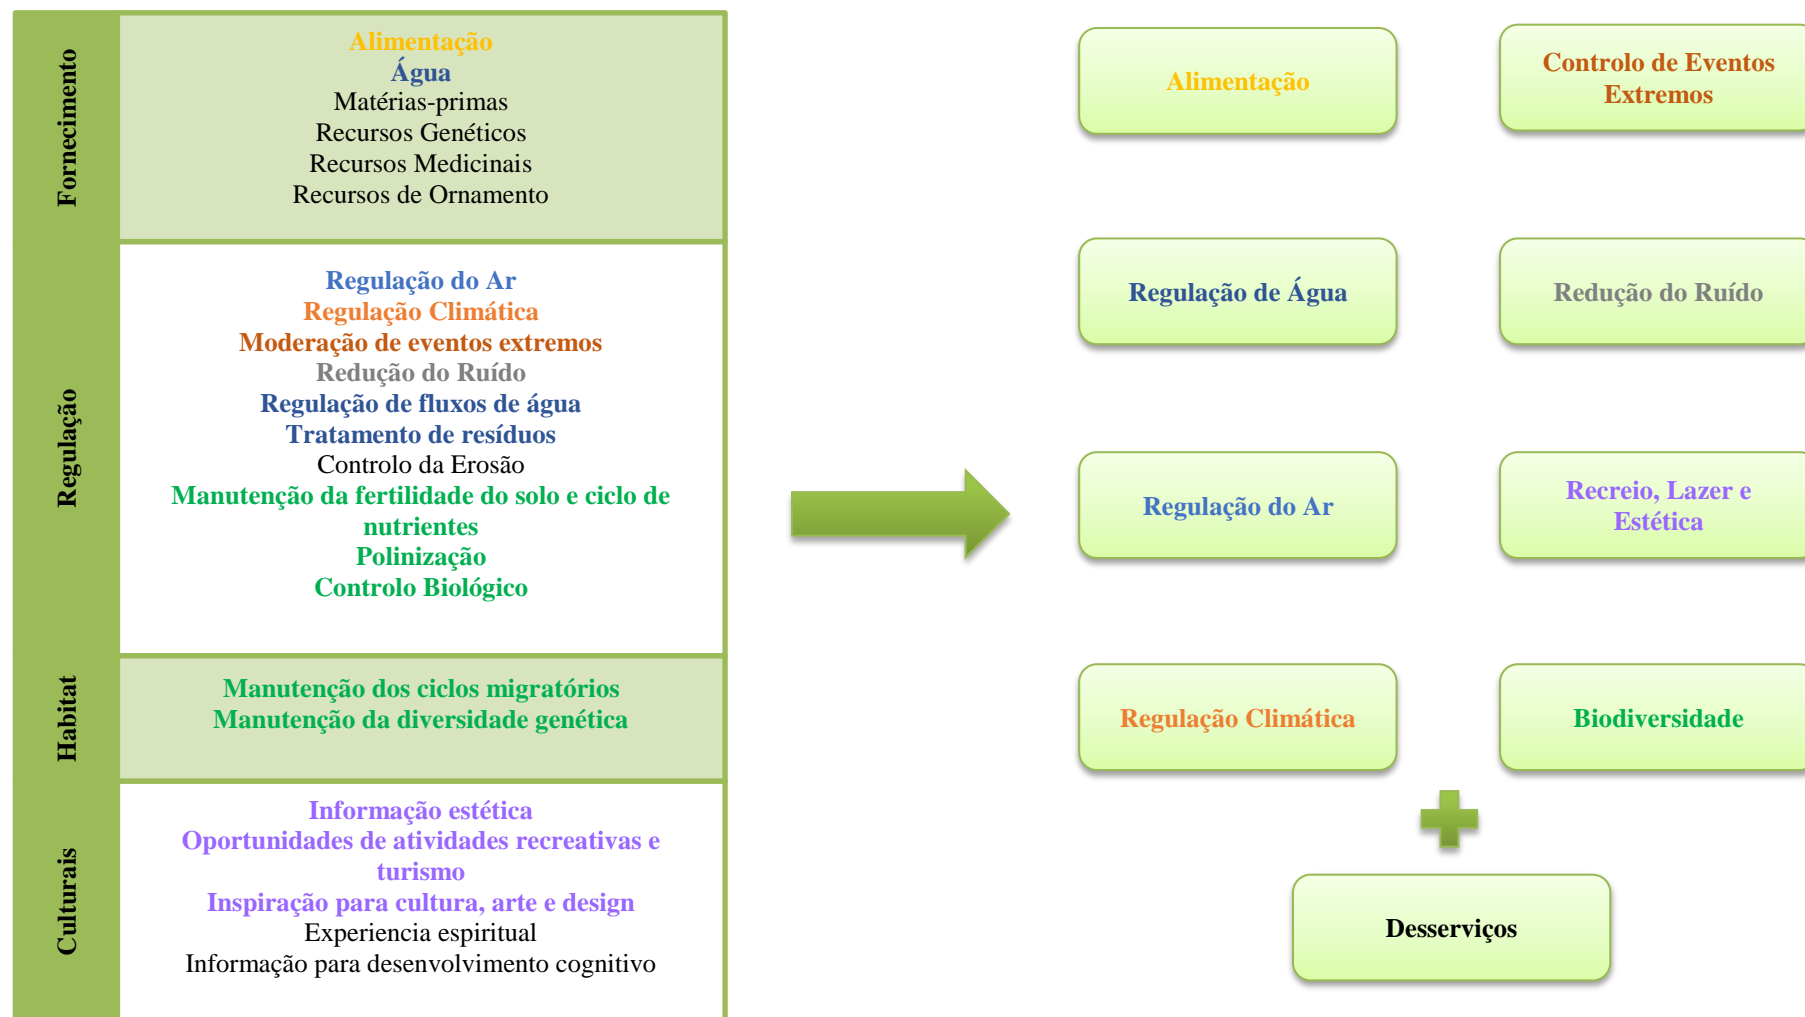 Fornecimento
Alimentação
Água
Matérias-primas
Recursos Genéticos
Recursos Medicinais
Recursos de Ornamento
Regulação
Regulação do Ar
Regulação Climática
Moderação de eventos extremos
Redução do Ruído
Regulação de fluxos de água
Tratamento de resíduos
Controlo da Erosão
Manutenção da fertilidade do solo e ciclo de
nutrientes
Polinização
Controlo Biológico
Habitat
Manutenção dos ciclos migratórios
Manutenção da diversidade genética
Culturais
Informação estética
Oportunidades de atividades recreativas e
turismo
Inspiração para cultura, arte e design
Experiencia espiritual
Informação para desenvolvimento cognitivo
Alimentação
Controlo de Eventos
Extremos
Regulação de Água
Redução do Ruído
Regulação do Ar
Recreio, Lazer e
Estética
Regulação Climática
Biodiversidade
Desserviços